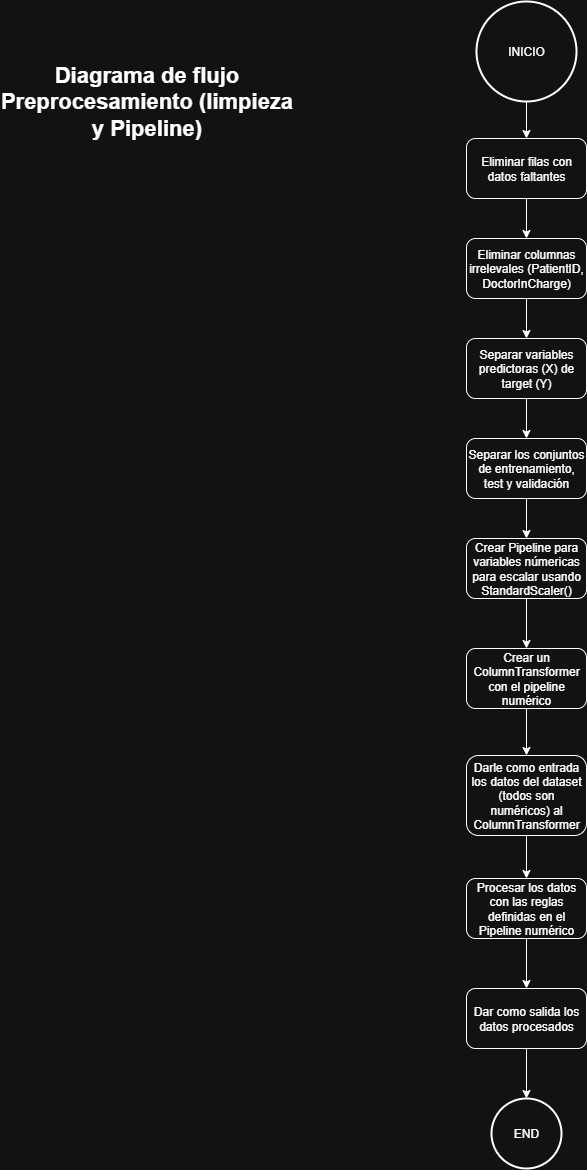 Diagrama de flujo
Preprocesamiento (limpieza
y Pipeline)
INICIO
Eliminar filas con
datos faltantes
Eliminar columnas
irrelevales (PatientID,
DoctorInCharge)
Separar variables
predictoras (X) de
target (Y)
Separar los conjuntos
de entrenamiento,
test y validación
Crear Pipeline para
variables númericas
para escalar usando
StandardScaler()
Crear un
ColumnTransformer
con el pipeline
numérico
Darle como entrada
los datos del dataset
(todos son
numéricos) al
ColumnTransformer
Procesar los datos
con las reglas
definidas en el
Pipeline numérico
Dar como salida los
datos procesados
END